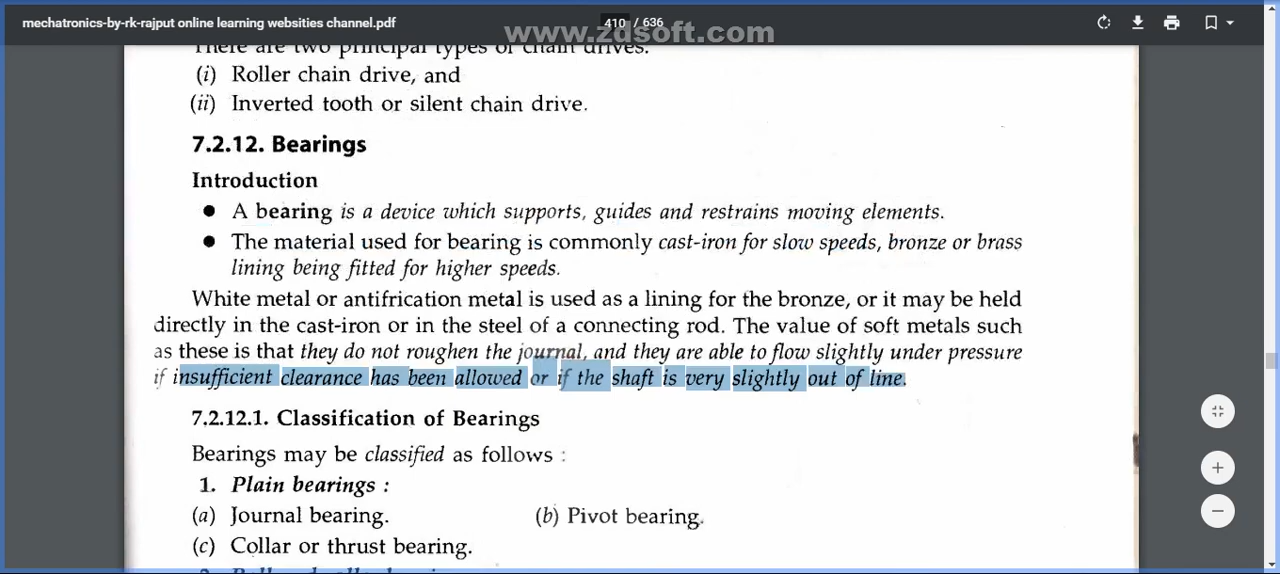 mechatronics-by-rk-rajput online learning websities channel.pdf
410 / 636
www.zdsoft.com
There are two principal types of chain drives.
(i) Roller chain drive, and
(ii) Inverted tooth or silent chain drive.
7.2.12. Bearings
Introduction
● A bearing is a device which supports, guides and restrains moving elements.
● The material used for bearing is commonly cast-iron for slow speeds, bronze or brass
lining being fitted for higher speeds.
White metal or antifrication metal is used as a lining for the bronze, or it may be held
directly in the cast-iron or in the steel of a connecting rod. The value of soft metals such
as these is that they do not roughen the journal, and they are able to flow slightly under pressure
if insufficient clearance has been allowed or if the shaft is very slightly out of line.
7.2.12.1. Classification of Bearings
Bearings may be classified as follows :
1. Plain bearings :
(a) Journal bearing. (b) Pivot bearing.
(c) Collar or thrust bearing.